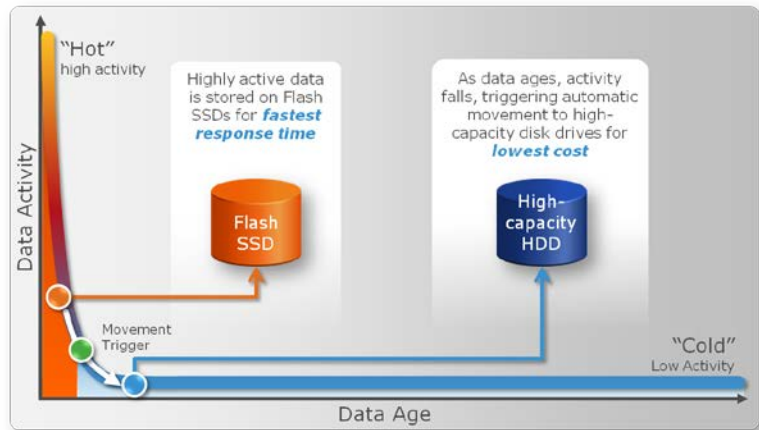 "Hot"
high activity
Highly active data
is stored on Flash
SSDs for fastest
response time
As data ages, activity
falls, triggering automatic
movement to high-
capacity disk drives for
lowest cost
Flash
SSD
High-
capacity
HDD
Data Activity
Movement
Trigger
"Cold"
Low Activity
Data Age